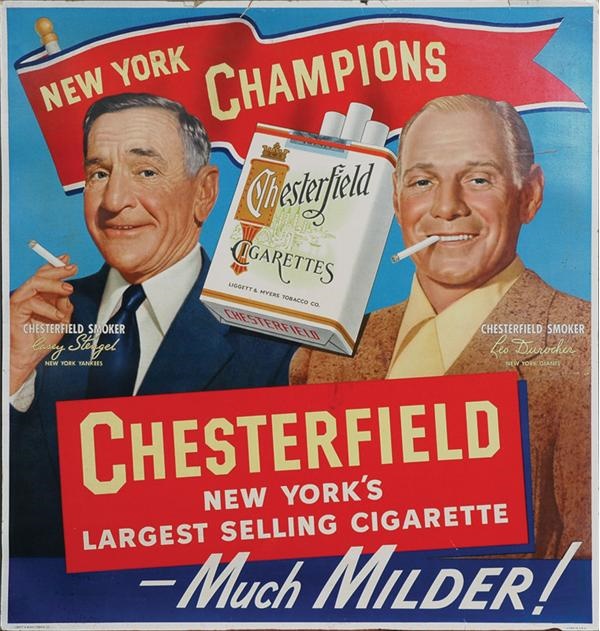 NEW YORK CHAMPIONS
Chesterfield
CIGARETTES
LIGGETT & MYERS TOBACCO CO.
CHESTERFIELD
CHESTERFIELD SMOKER
Casey Stengel
NEW YORK YANKEES
CHESTERFIELD SMOKER
Leo Durocher
NEW YORK GIANTS
CHESTERFIELD
NEW YORK'S
LARGEST SELLING CIGARETTE
– MUCH MILDER!